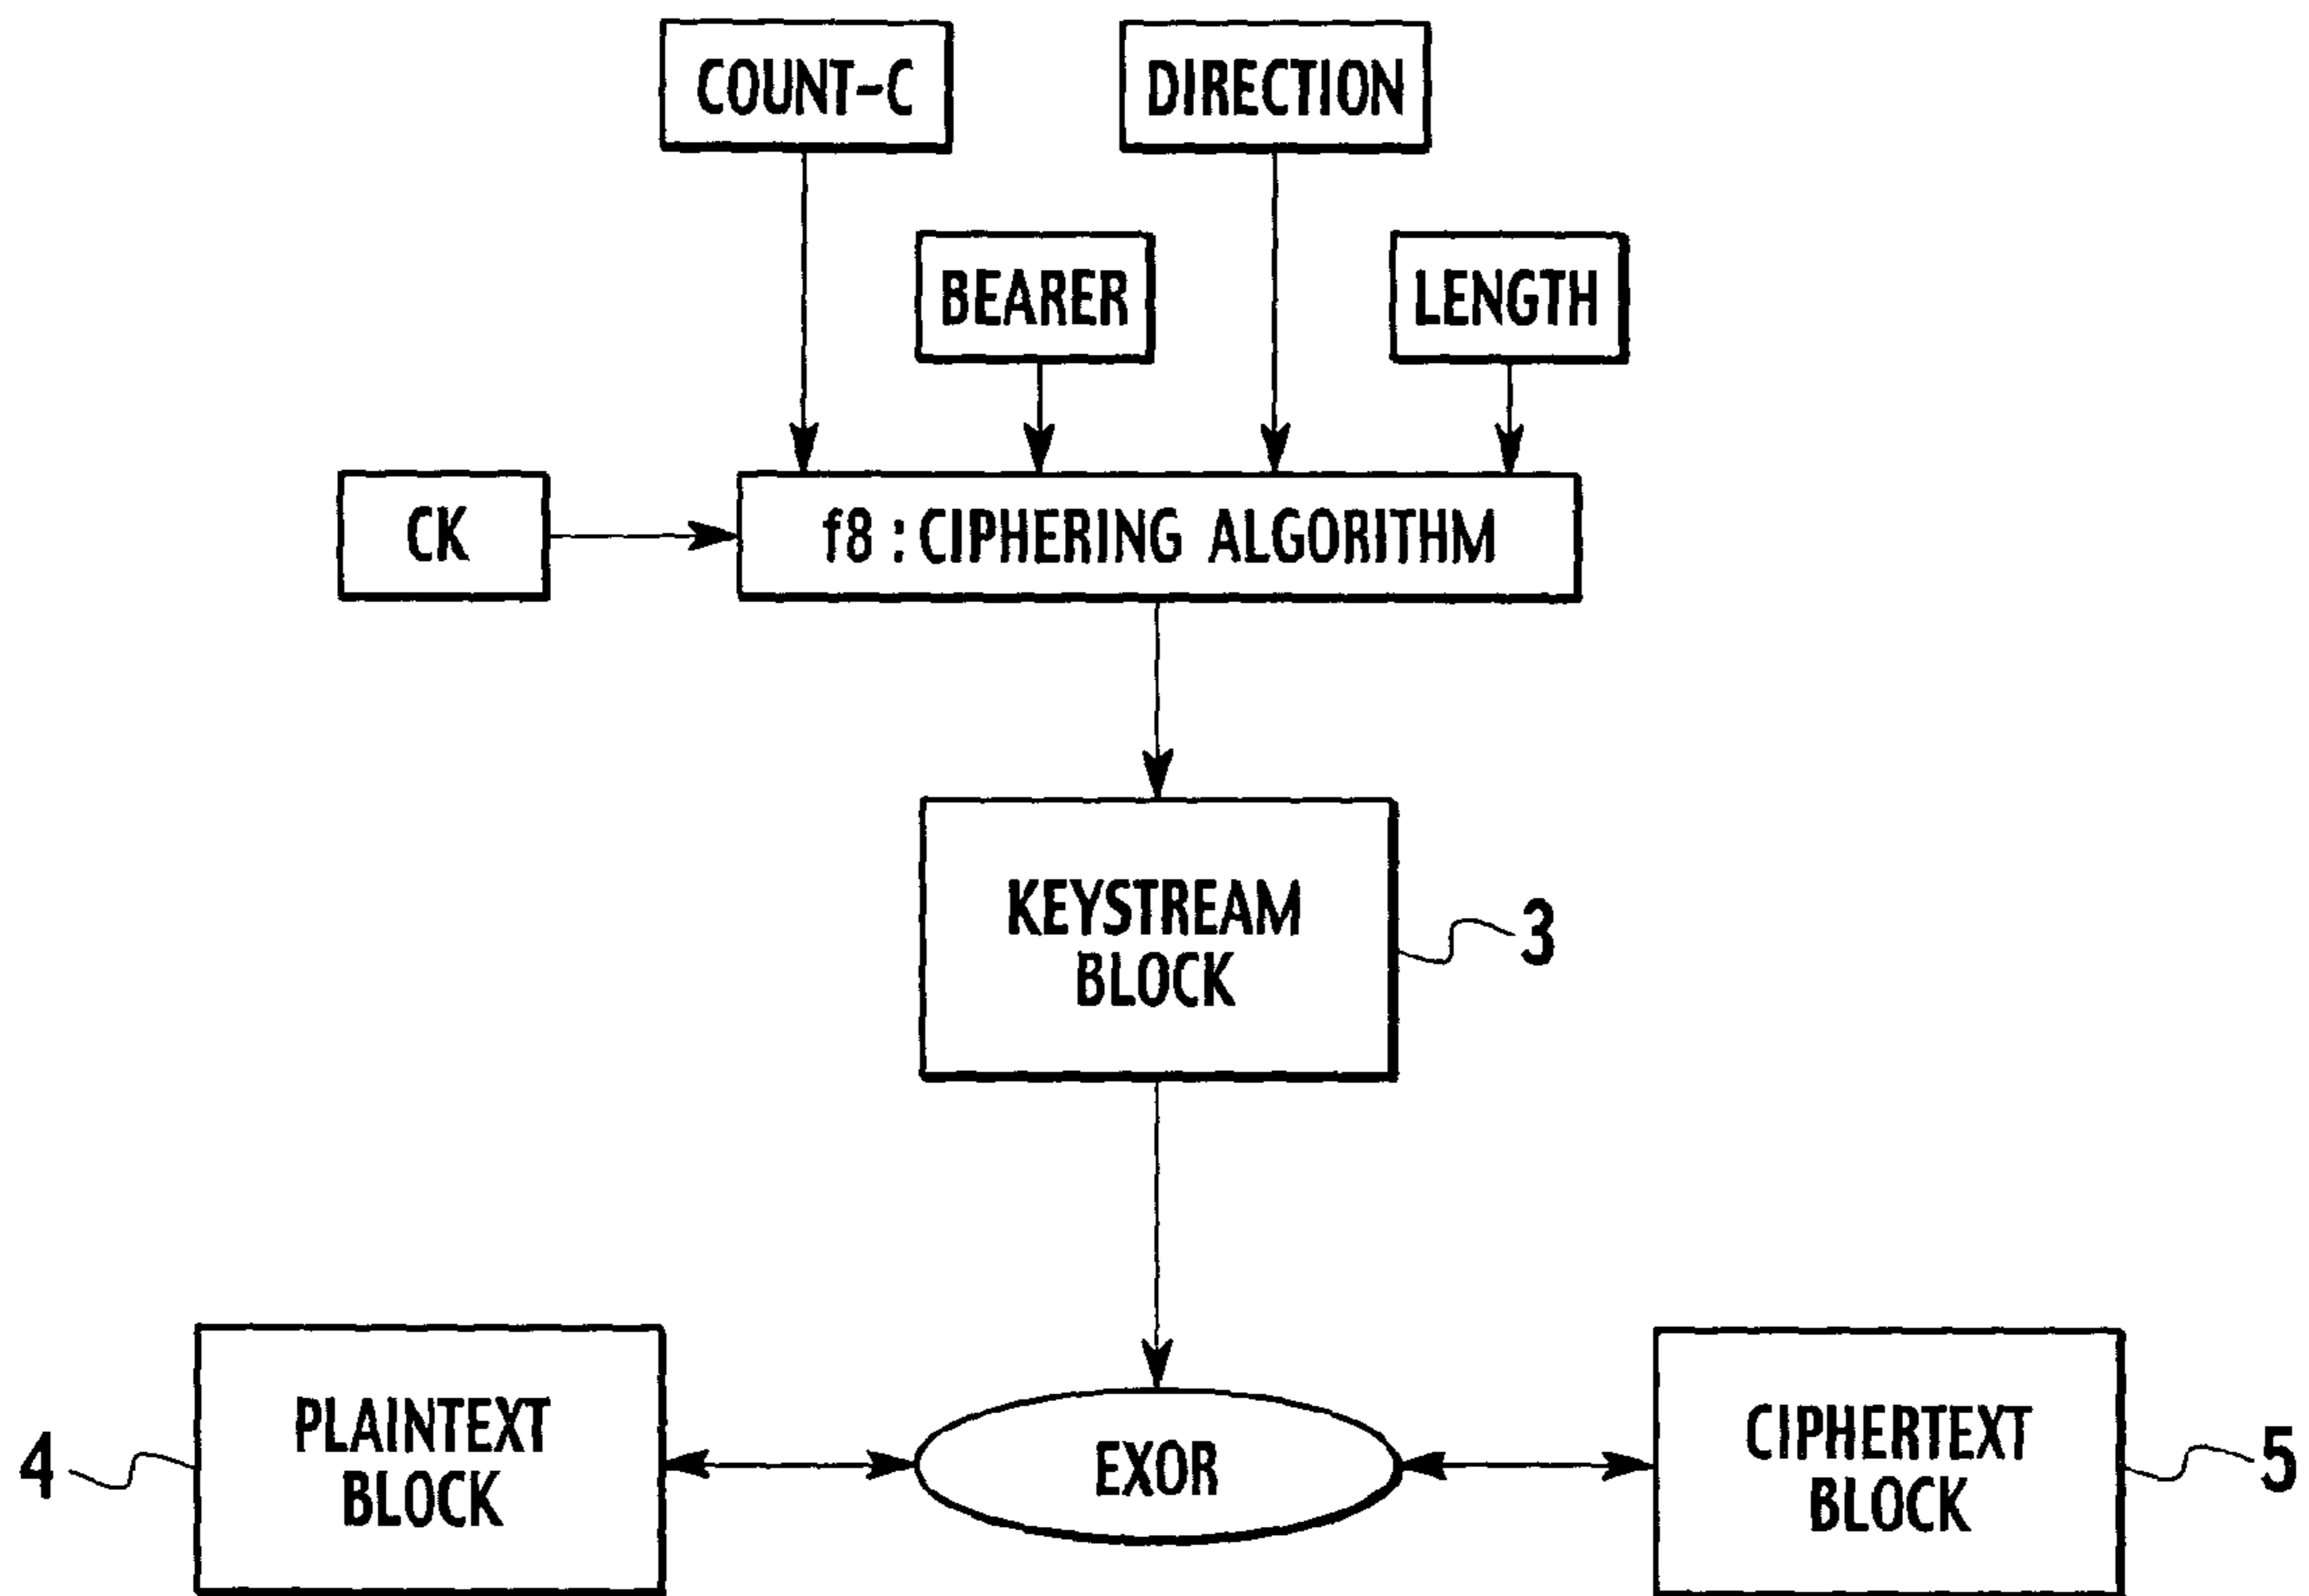 COUNT-C
DIRECTION
BEARER
LENGTH
CK
f8 : CIPHERING ALGORITHM
KEYSTREAM
BLOCK
3
PLAINTEXT
BLOCK
4
EXOR
CIPHERTEXT
BLOCK
5